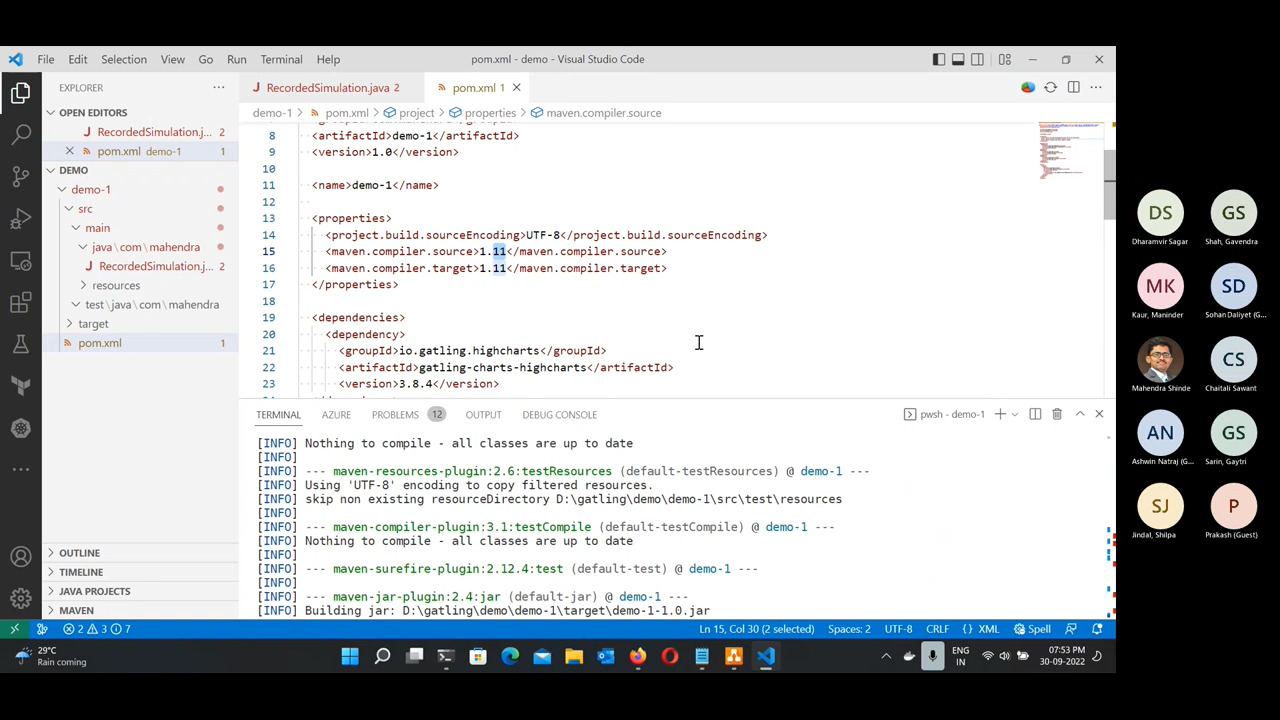 File Edit Selection View Go Run Terminal Help
pom.xml - demo - Visual Studio Code
EXPLORER
OPEN EDITORS
RecordedSimulation.j... 2
pom.xml demo-1 1
DEMO
demo-1
src
main
java\com\mahendra
RecordedSimulation.j... 2
resources
test\java\com\mahendra
target
pom.xml 1
OUTLINE
TIMELINE
JAVA PROJECTS
MAVEN
RecordedSimulation.java 2
pom.xml 1
demo-1 > pom.xml > project > properties > maven.compiler.source
8 <artifactId>demo-1</artifactId>
9 <version>1.0</version>
10
11 <name>demo-1</name>
12
13 <properties>
14 <project.build.sourceEncoding>UTF-8</project.build.sourceEncoding>
15 <maven.compiler.source>1.11</maven.compiler.source>
16 <maven.compiler.target>1.11</maven.compiler.target>
17 </properties>
18
19 <dependencies>
20 <dependency>
21 <groupId>io.gatling.highcharts</groupId>
22 <artifactId>gatling-charts-highcharts</artifactId>
23 <version>3.8.4</version>
TERMINAL AZURE PROBLEMS 12 OUTPUT DEBUG CONSOLE
pwsh - demo-1
[INFO] Nothing to compile - all classes are up to date
[INFO]
[INFO] --- maven-resources-plugin:2.6:testResources (default-testResources) @ demo-1 ---
[INFO] Using 'UTF-8' encoding to copy filtered resources.
[INFO] skip non existing resourceDirectory D:\gatling\demo\demo-1\src\test\resources
[INFO]
[INFO] --- maven-compiler-plugin:3.1:testCompile (default-testCompile) @ demo-1 ---
[INFO] Nothing to compile - all classes are up to date
[INFO]
[INFO] --- maven-surefire-plugin:2.12.4:test (default-test) @ demo-1 ---
[INFO]
[INFO] --- maven-jar-plugin:2.4:jar (default-jar) @ demo-1 ---
[INFO] Building jar: D:\gatling\demo\demo-1\target\demo-1-1.0.jar
2 3 7
Ln 15, Col 30 (2 selected) Spaces: 2 UTF-8 CRLF {} XML Spell
29°C
Rain coming
ENG
IN
07:53 PM
30-09-2022
DS
Dharamvir Sagar
GS
Shah, Gavendra
MK
Kaur, Maninder
SD
Sohan Daliyet (G...
Mahendra Shinde
CS
Chaitali Sawant
AN
Ashwin Natraj (G...
GS
Sarin, Gaytri
SJ
Jindal, Shilpa
P
Prakash (Guest)